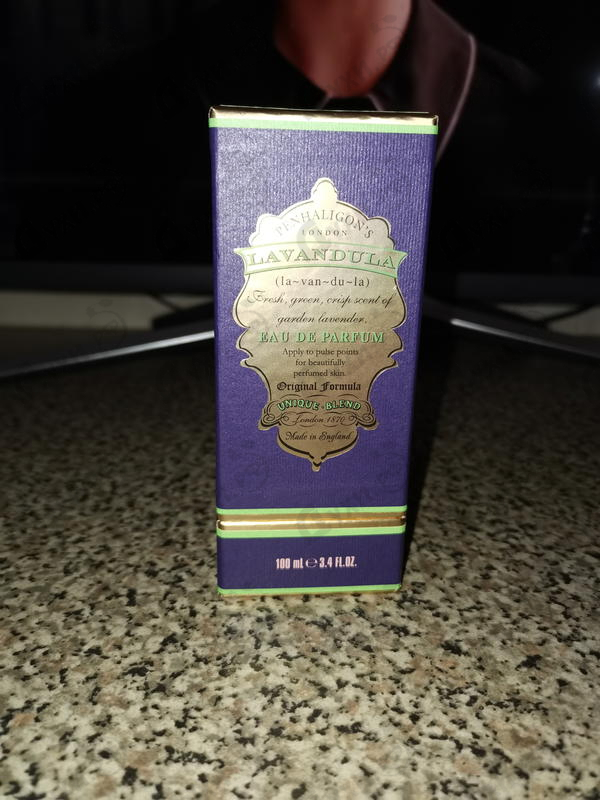 PENHALIGON'S
LONDON
LAVANDULA
(la~van~du~la)
Fresh, green, crisp scent of
garden lavender.
EAU DE PARFUM
Apply to pulse points
for beautifully
perfumed skin.
Original Formula
UNIQUE BLEND
London 1870
Made in England
100 ml ℮ 3.4 FL.OZ.